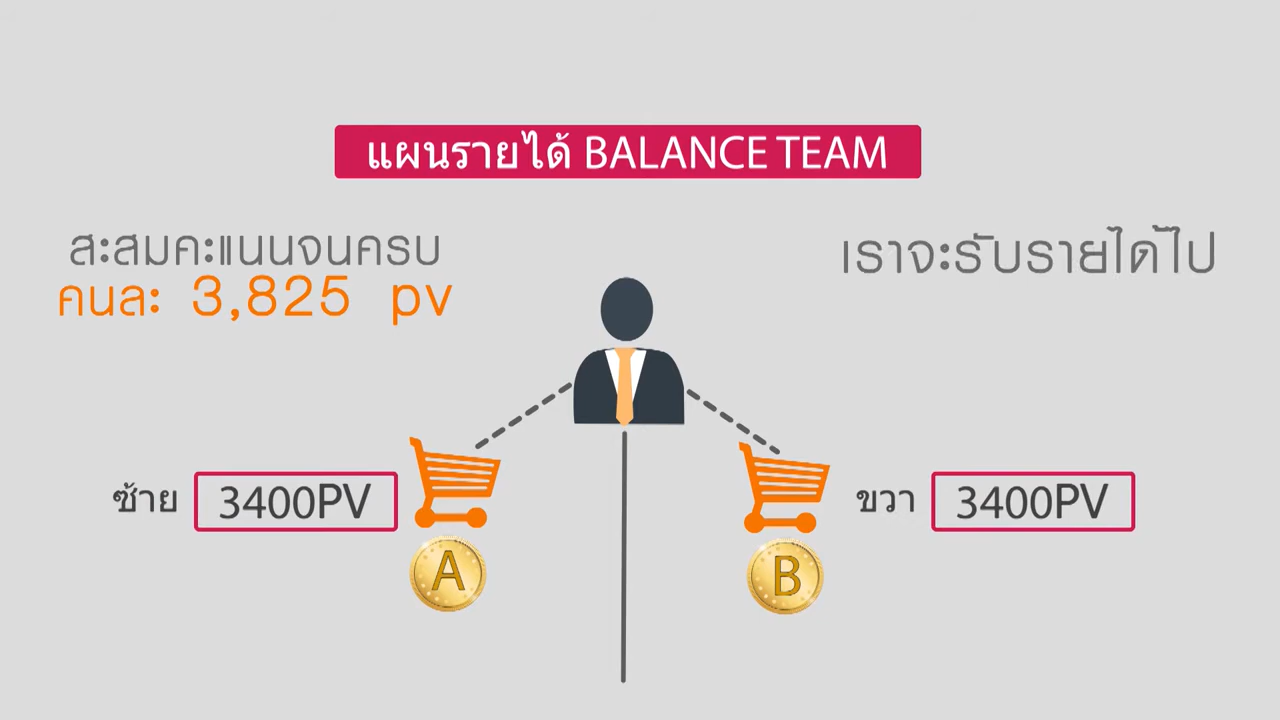 แผนรายได้ BALANCE TEAM
สะสมคะแนนจนครบ
คนละ 3,825 pv
เราจะรับรายได้ไป
ซ้าย 3400PV
ขวา 3400PV
A
B